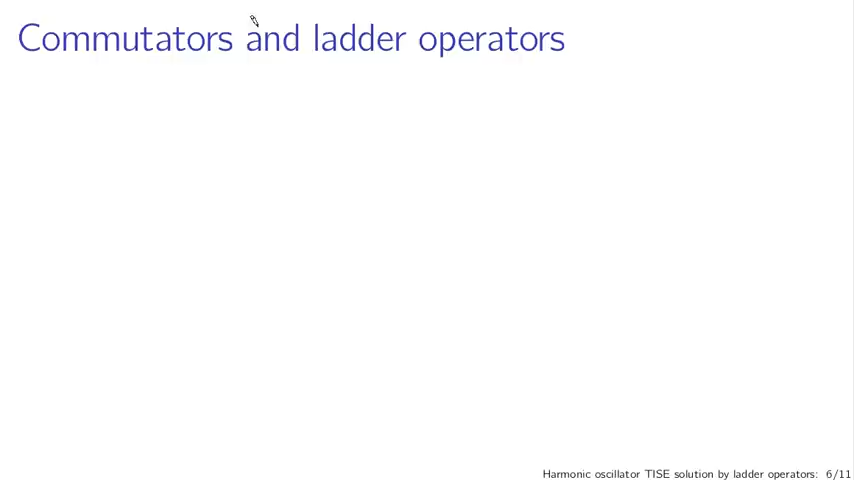 Commutators and ladder operators
Harmonic oscillator TISE solution by ladder operators: 6/11